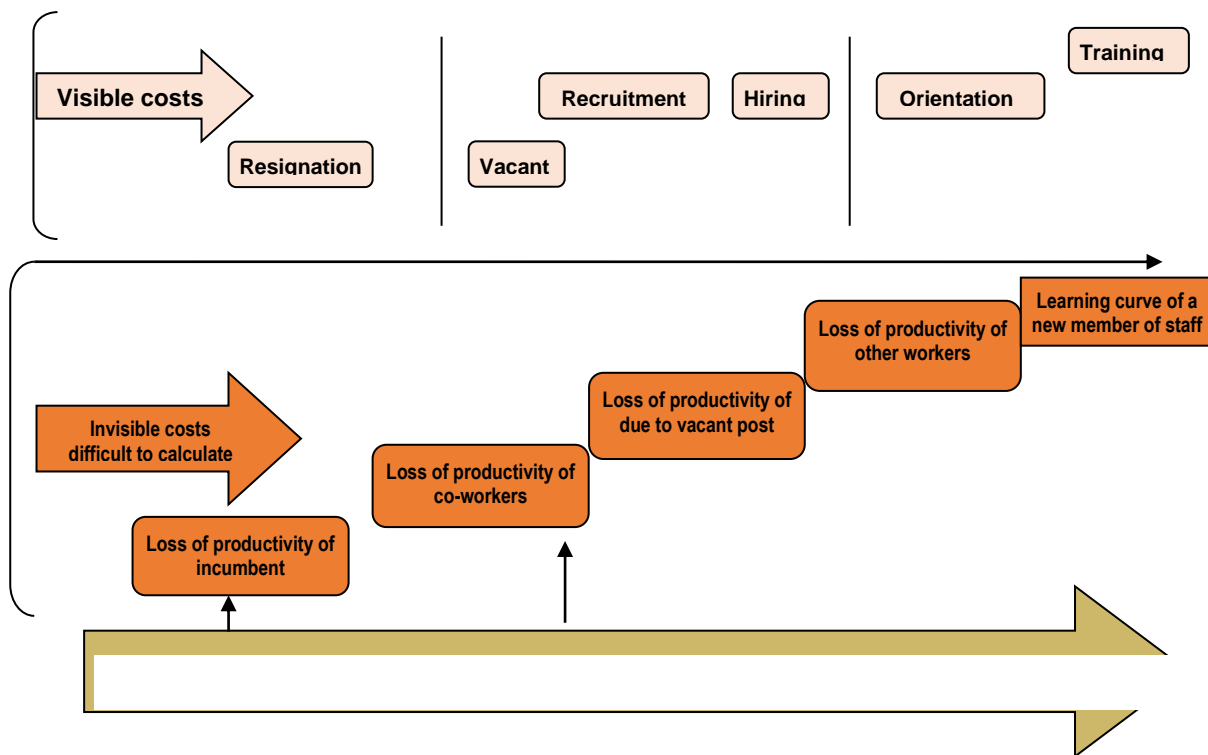 Training
Visible costs
Recruitment
Hiring
Orientation
Resignation
Vacant
Learning curve of a
new member of staff
Loss of productivity of
other workers
Loss of productivity of
due to vacant post
Invisible costs
difficult to calculate
Loss of productivity of
co-workers
Loss of productivity of
incumbent